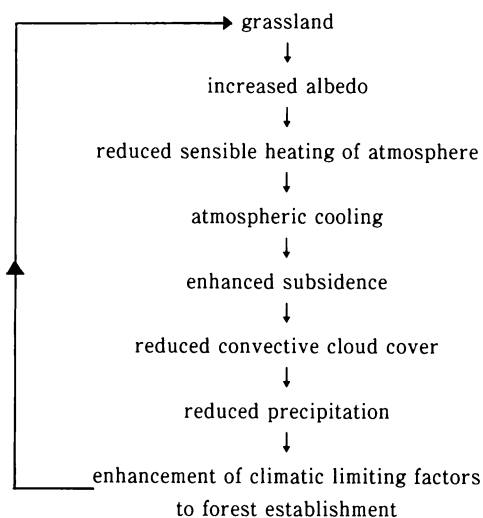 grassland
increased albedo
reduced sensible heating of atmosphere
atmospheric cooling
enhanced subsidence
reduced convective cloud cover
reduced precipitation
enhancement of climatic limiting factors
to forest establishment